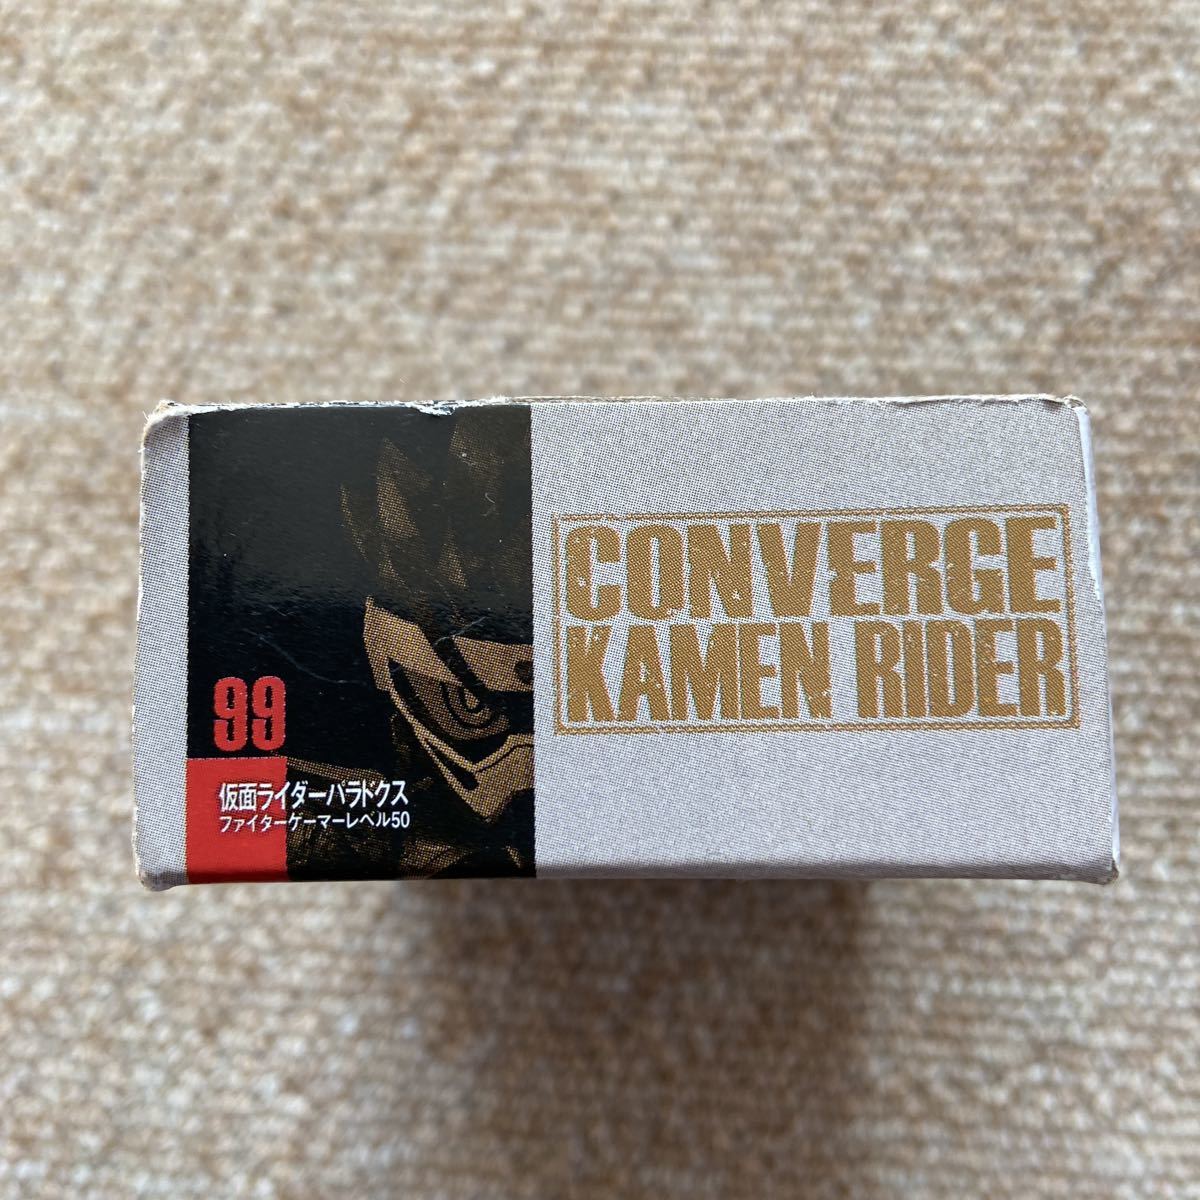 99
仮面ライダーパラドクス
ファイターゲーマーレベル50
CONVERGE
KAMEN RIDER